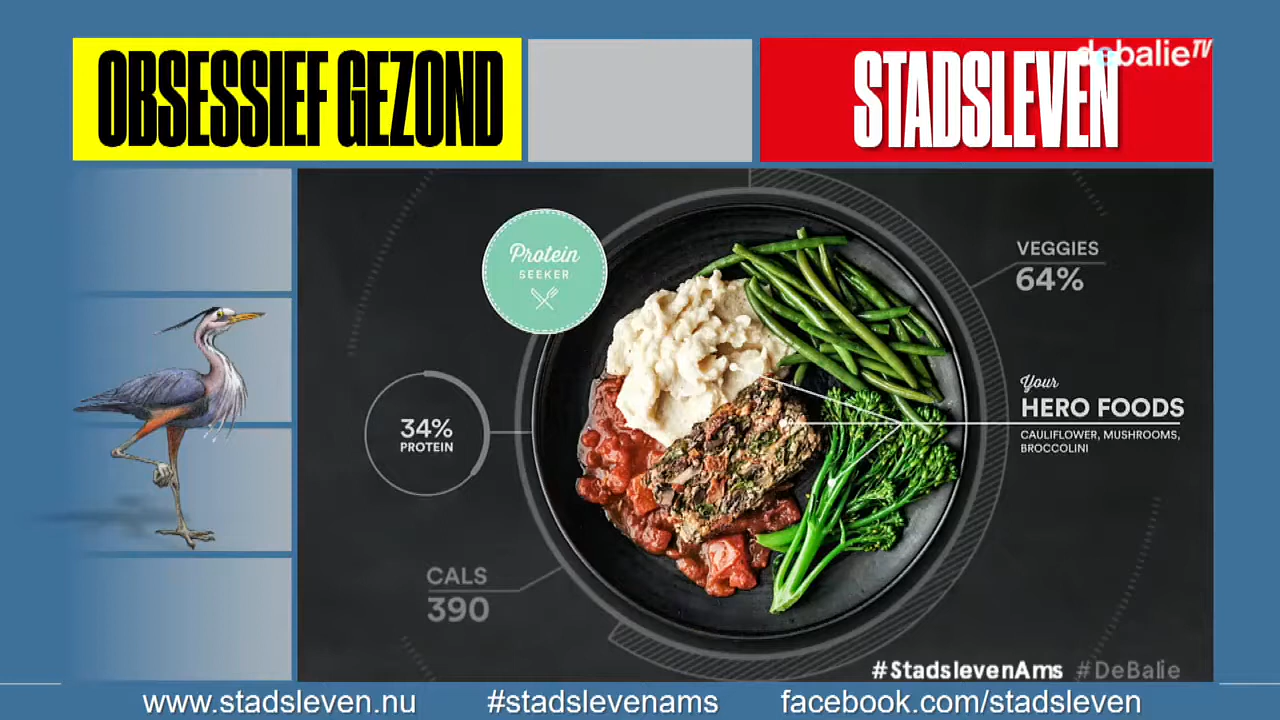 OBSESSIEF GEZOND
STADSLEVEN
debalieTV
Protein
SEEKER
VEGGIES
64%
34%
PROTEIN
Your
HERO FOODS
CAULIFLOWER, MUSHROOMS,
BROCCOLINI
CALS
390
#StadslevenAms #DeBalie
www.stadsleven.nu #stadslevenams facebook.com/stadsleven